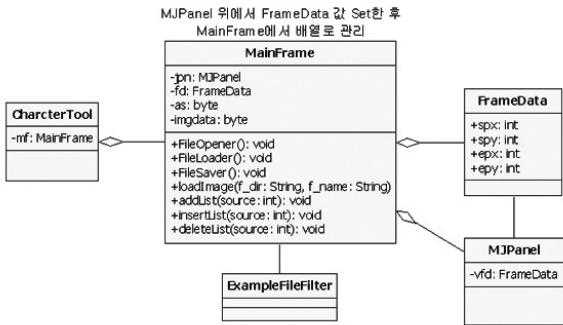 MJPanel 위에서 FrameData 값 Set한 후
MainFrame에서 배열로 관리
MainFrame
-jpn: MJPanel
-fd: FrameData
-as: byte
-imgdata: byte
+FileOpener(): void
+FileLoader(): void
+FileSaver(): void
+loadImage(f_dir: String, f_name: String)
+addList(source: int): void
+insertList(source: int): void
+deleteList(source: int): void
CharcterTool
-mf: MainFrame
FrameData
+spx: int
+spy: int
+epx: int
+epy: int
MJPanel
-vfd: FrameData
ExampleFileFilter